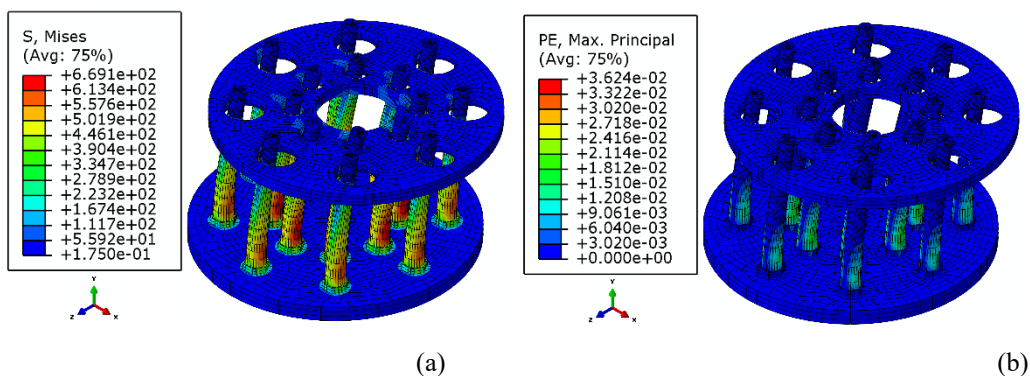 S, Mises
(Avg: 75%)
+6.691e+02
+6.134e+02
+5.576e+02
+5.019e+02
+4.461e+02
+3.904e+02
+3.347e+02
+2.789e+02
+2.232e+02
+1.674e+02
+1.117e+02
+5.592e+01
+1.750e-01
Y
Z
X
(a)
PE, Max. Principal
(Avg: 75%)
+3.624e-02
+3.322e-02
+3.020e-02
+2.718e-02
+2.416e-02
+2.114e-02
+1.812e-02
+1.510e-02
+1.208e-02
+9.061e-03
+6.040e-03
+3.020e-03
+0.000e+00
Y
Z
X
(b)